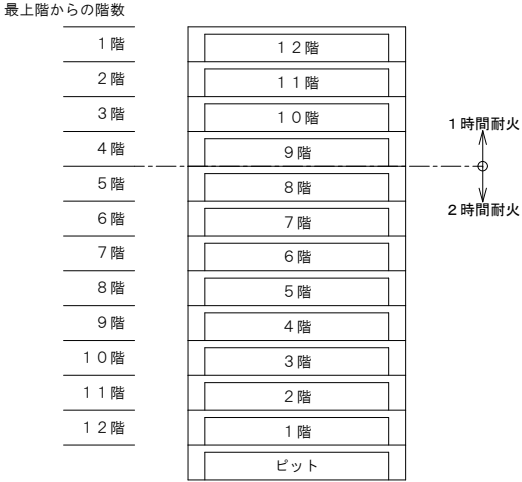 最上階からの階数
1階 12階
2階 11階
3階 10階
1時間耐火
4階 9階
5階 8階
2時間耐火
6階 7階
7階 6階
8階 5階
9階 4階
10階 3階
11階 2階
12階 1階
ピット